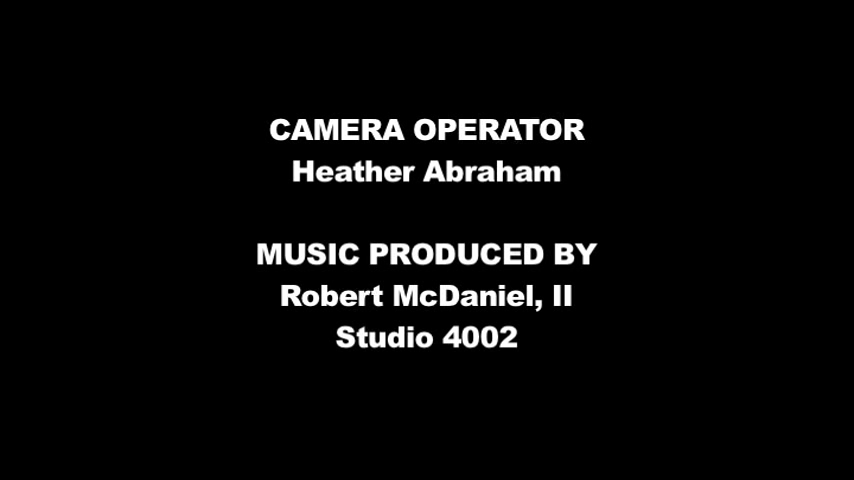 CAMERA OPERATOR
Heather Abraham
MUSIC PRODUCED BY
Robert McDaniel, II
Studio 4002